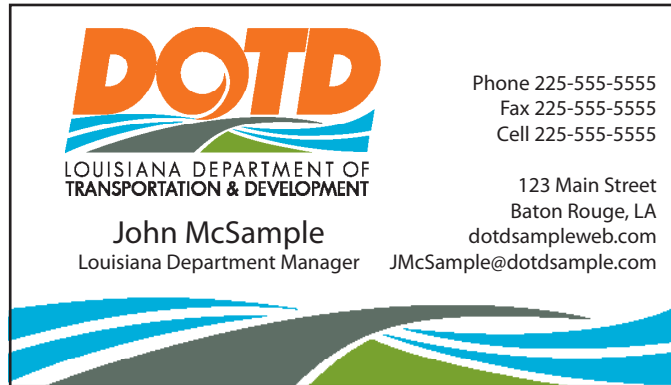 DOTD
LOUISIANA DEPARTMENT OF
TRANSPORTATION & DEVELOPMENT
John McSample
Louisiana Department Manager
Phone 225-555-5555
Fax 225-555-5555
Cell 225-555-5555
123 Main Street
Baton Rouge, LA
dotdsampleweb.com
JMcSample@dotdsample.com